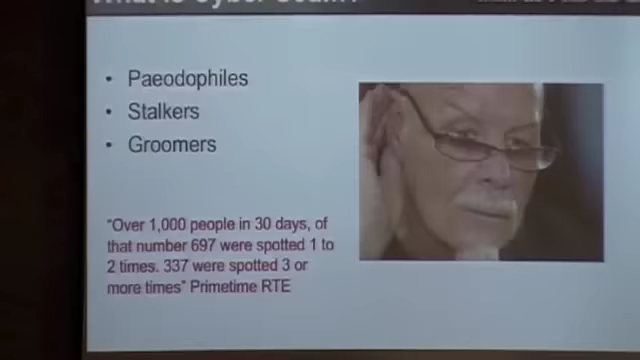 • Paeodophiles
• Stalkers
• Groomers
“Over 1,000 people in 30 days, of
that number 697 were spotted 1 to
2 times. 337 were spotted 3 or
more times” Primetime RTE